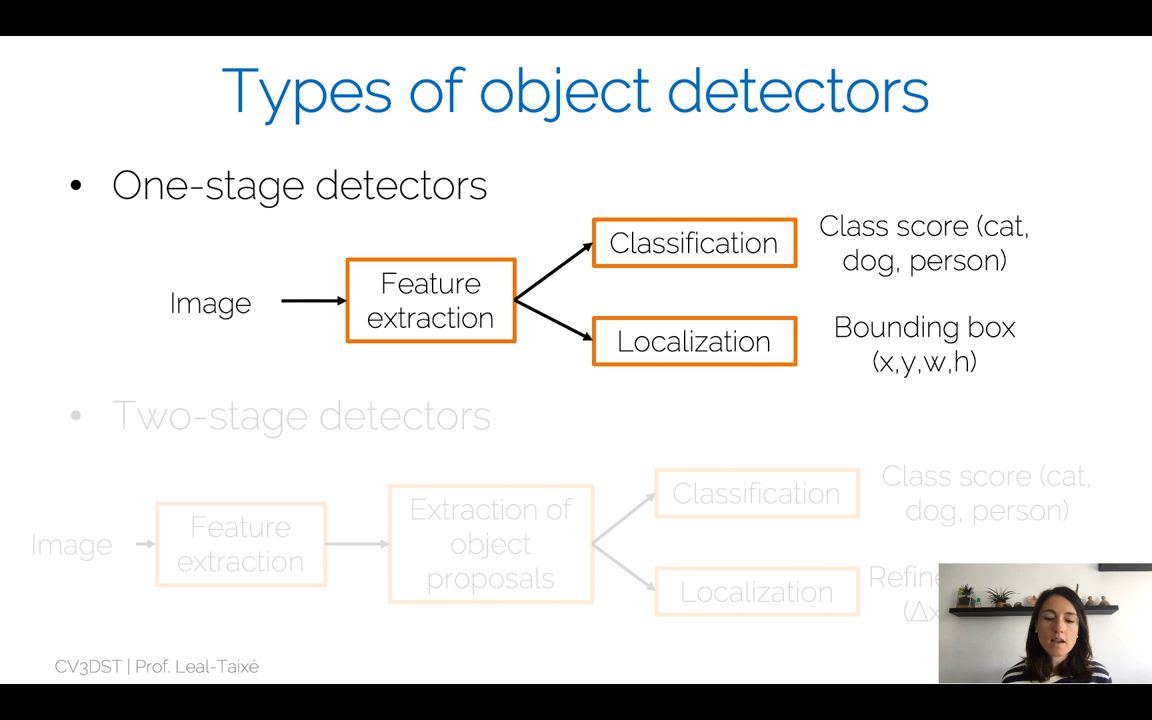 Types of object detectors
• One-stage detectors
Image
Feature
extraction
Classification
Localization
Class score (cat,
dog, person)
Bounding box
(x,y,w,h)
• Two-stage detectors
Image
Feature
extraction
Extraction of
object
proposals
Classification
Localization
Class score (cat,
dog, person)
CV3DST | Prof. Leal-Taixé